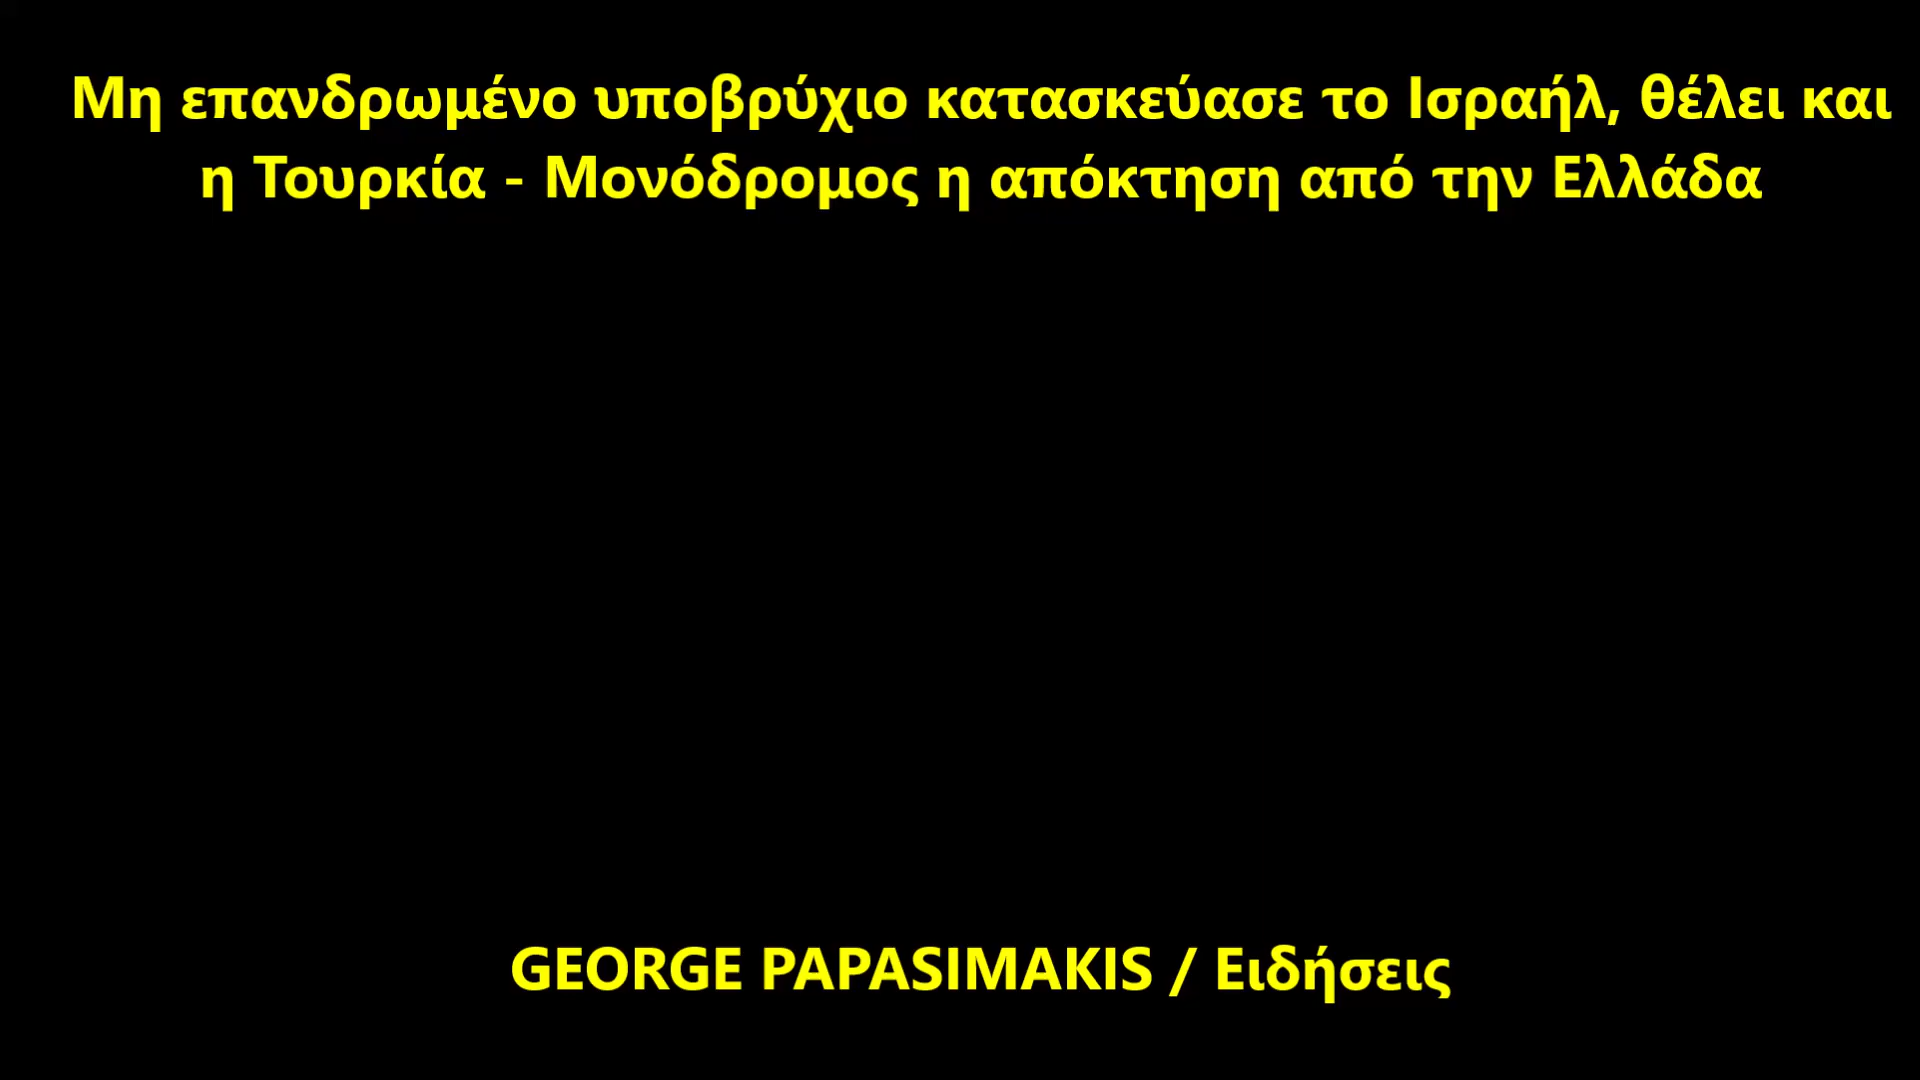 Μη επανδρωμένο υποβρύχιο κατασκεύασε το Ισραήλ, θέλει και
η Τουρκία - Μονόδρομος η απόκτηση από την Ελλάδα
GEORGE PAPASIMAKIS / Ειδήσεις